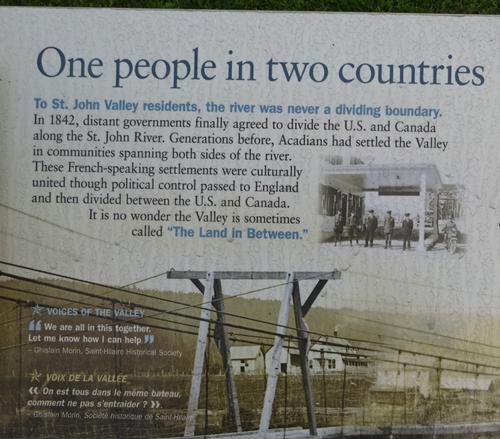 One people in two countries
To St. John Valley residents, the river was never a dividing boundary.
In 1842, distant governments finally agreed to divide the U.S. and Canada
along the St. John River. Generations before, Acadians had settled the Valley
in communities spanning both sides of the river.
These French-speaking settlements were culturally
united though political control passed to England
and then divided between the U.S. and Canada.
It is no wonder the Valley is sometimes
called “The Land in Between.”
VOICES OF THE VALLEY
“We are all in this together.
Let me know how I can help.”
– Ghislain Morin, Saint-Hilaire Historical Society
VOIX DE LA VALLÉE
« On est tous dans le même bateau,
comment ne pas s'entraider ? »
– Ghislain Morin, Société historique de Saint-Hilaire